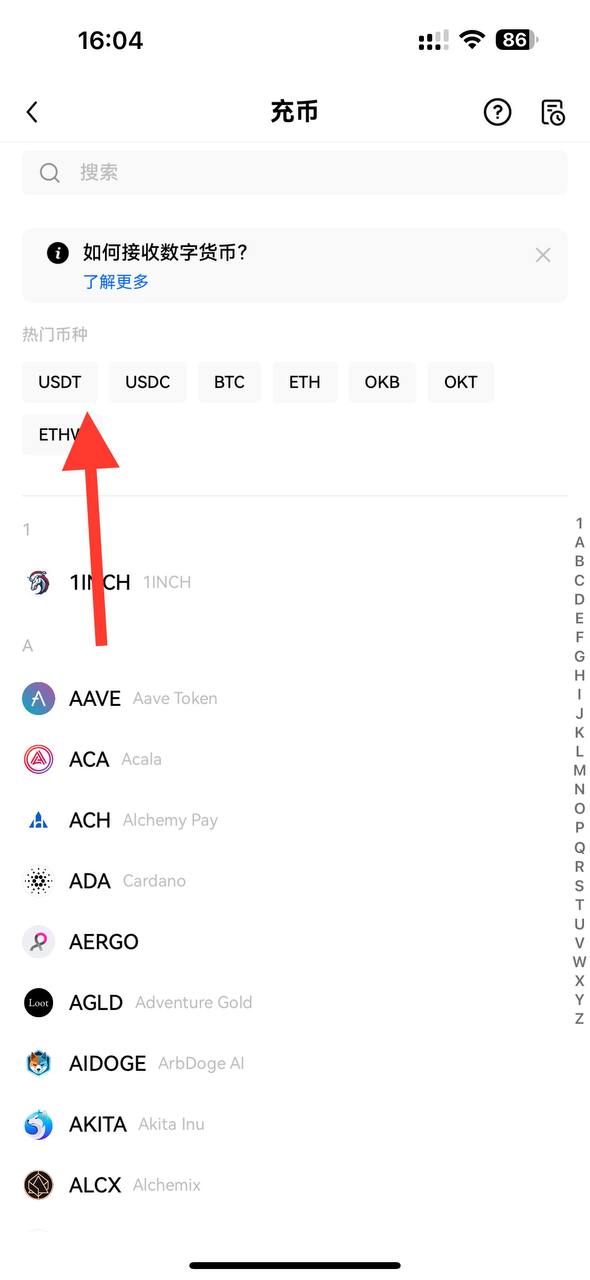 16:04
86
充币
搜索
如何接收数字货币?
了解更多
热门币种
USDT USDC BTC ETH OKB OKT
ETHW
1
1INCH 1INCH
A
AAVE Aave Token
ACA Acala
ACH Alchemy Pay
ADA Cardano
AERGO
Loot AGLD Adventure Gold
AIDOGE ArbDoge AI
AKITA Akita Inu
ALCX Alchemix
1
A
B
C
D
E
F
G
H
I
J
K
L
M
N
O
P
Q
R
S
T
U
V
W
X
Y
Z